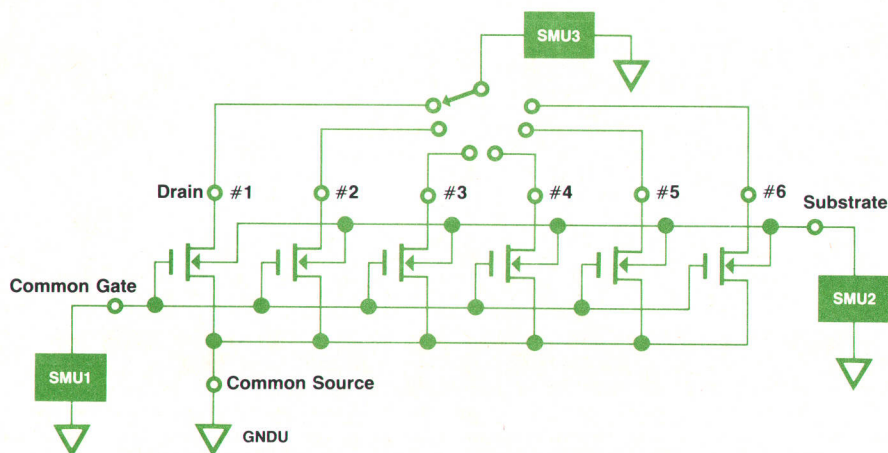 SMU3
Drain #1 #2 #3 #4 #5 #6
Substrate
Common Gate
SMU2
SMU1
Common Source
GNDU